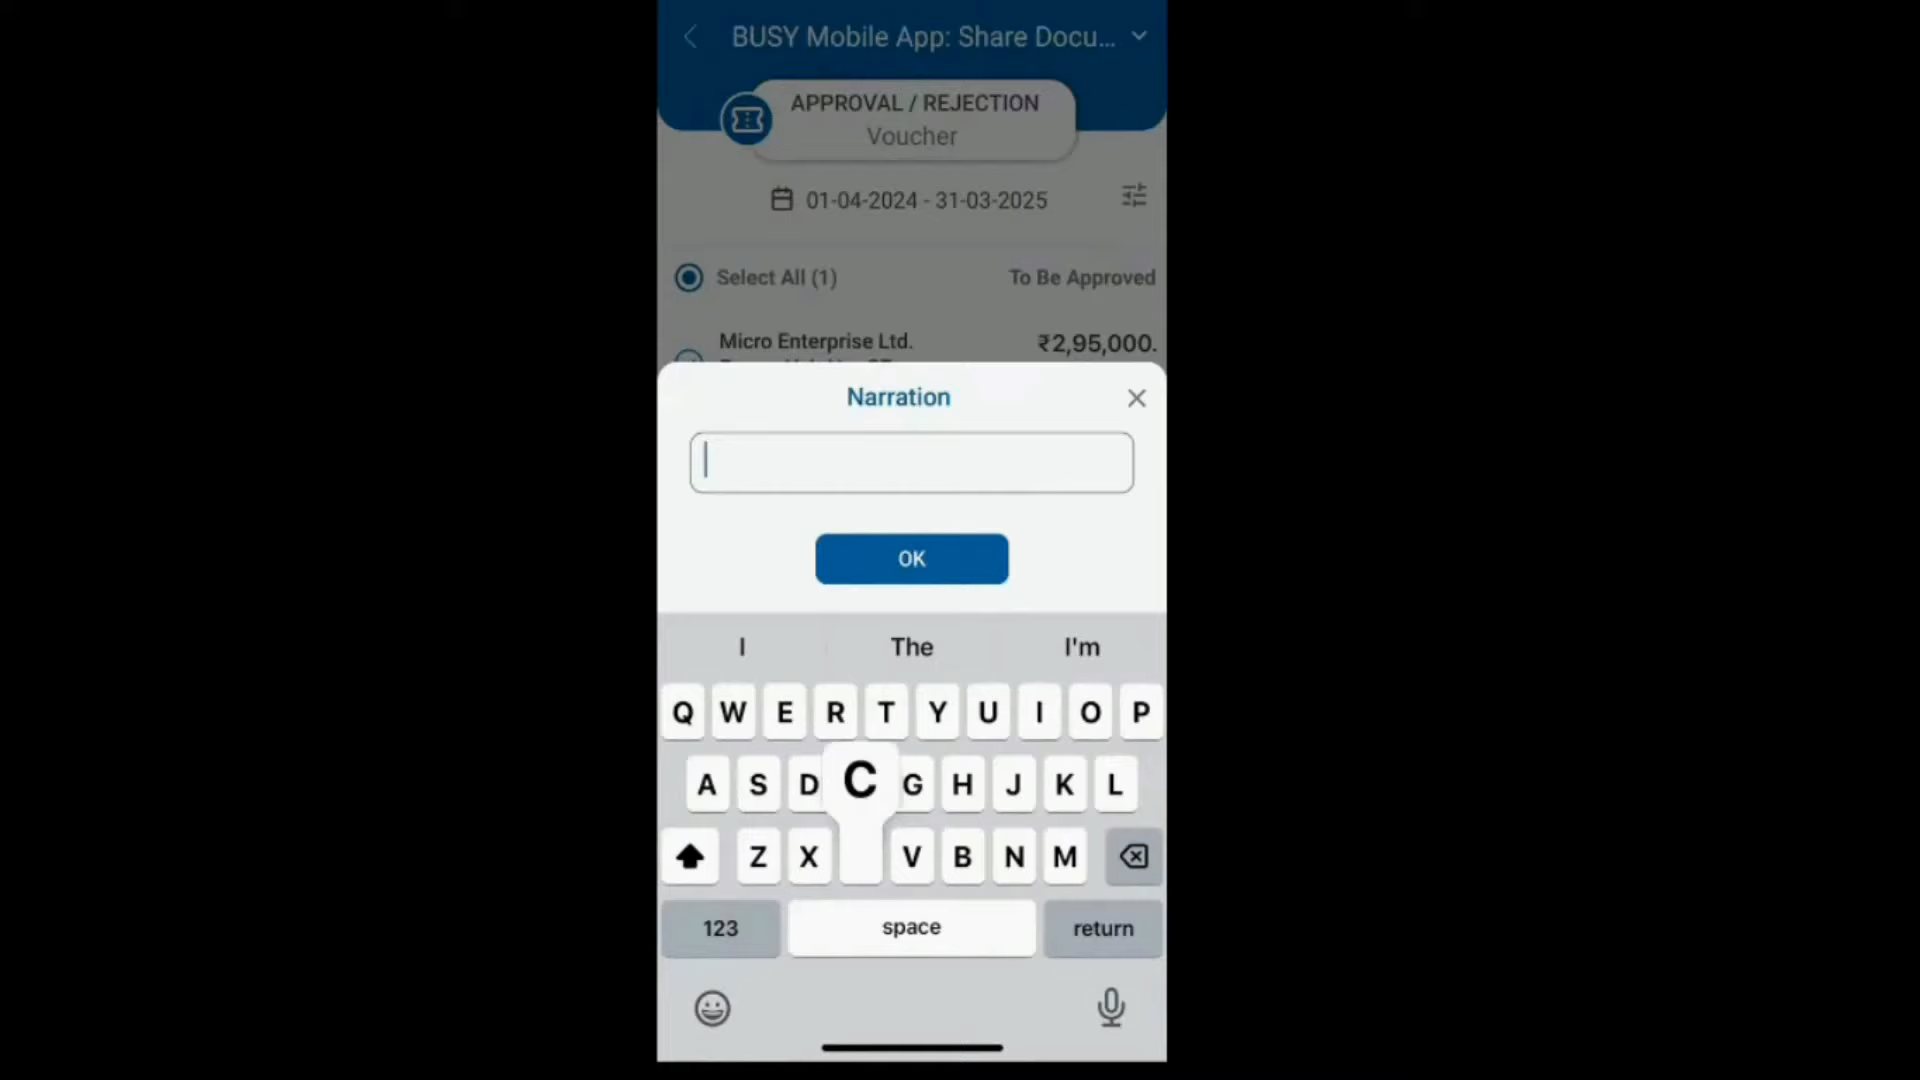 BUSY Mobile App: Share Docu...
APPROVAL / REJECTION
Voucher
01-04-2024 - 31-03-2025
Select All (1)
To Be Approved
Micro Enterprise Ltd.
₹2,95,000.
Narration
OK
I
The
I'm
Q W E R T Y U I O P
A S D C G H J K L
Z X V B N M
123
space
return